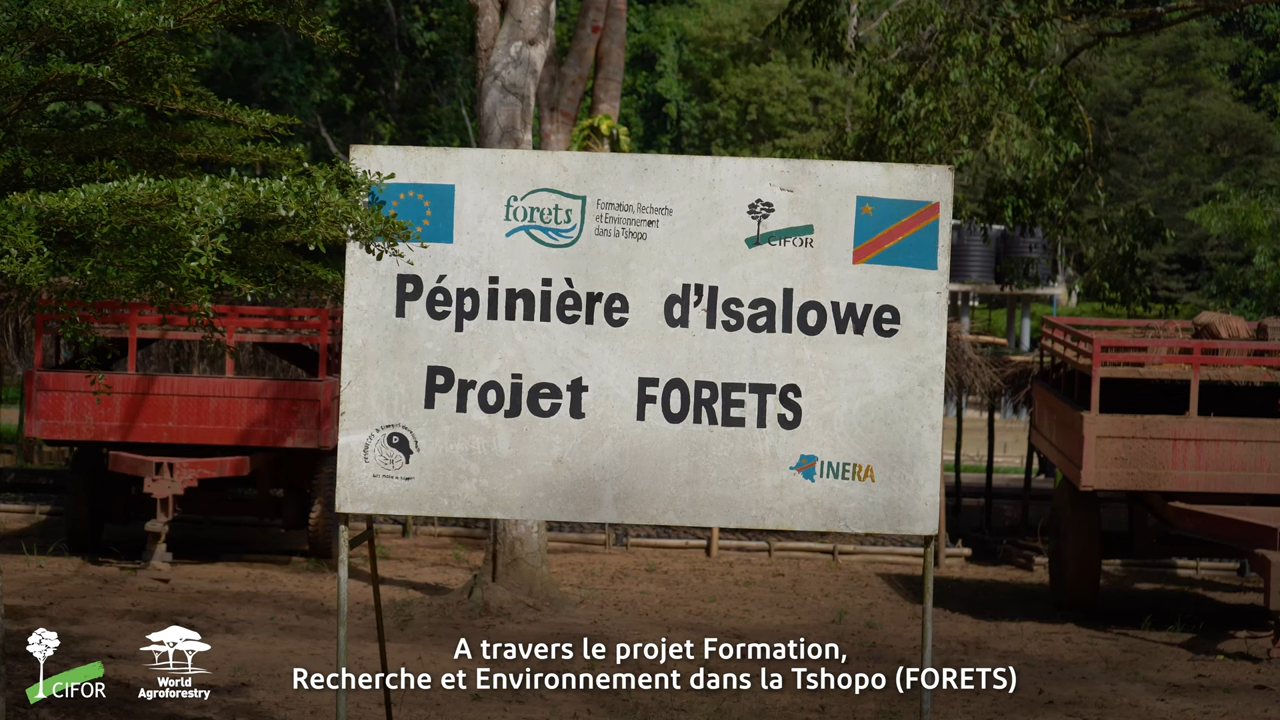 forets
Formation, Recherche
et Environnement
dans la Tshopo
CIFOR
Pépinière d'Isalowe
Projet FORETS
INERA
CIFOR
World
Agroforestry
A travers le projet Formation,
Recherche et Environnement dans la Tshopo (FORETS)